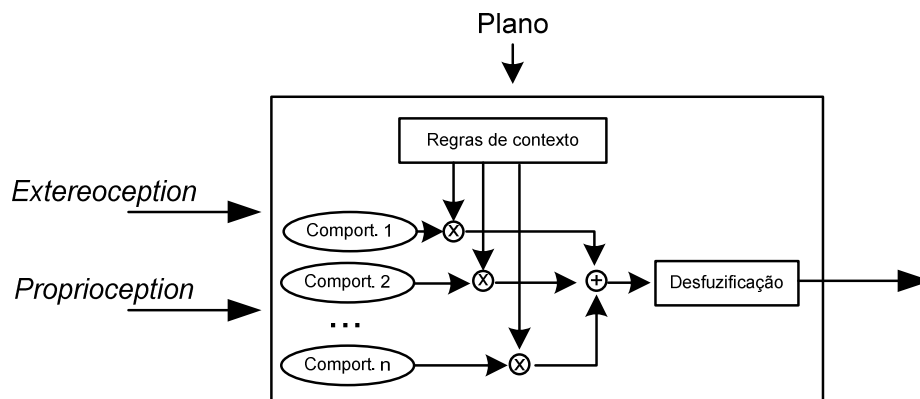 Plano
Regras de contexto
Extereoception
Comport. 1
X
Comport. 2
X
+
Desfuzificação
Proprioception
...
Comport. n
X